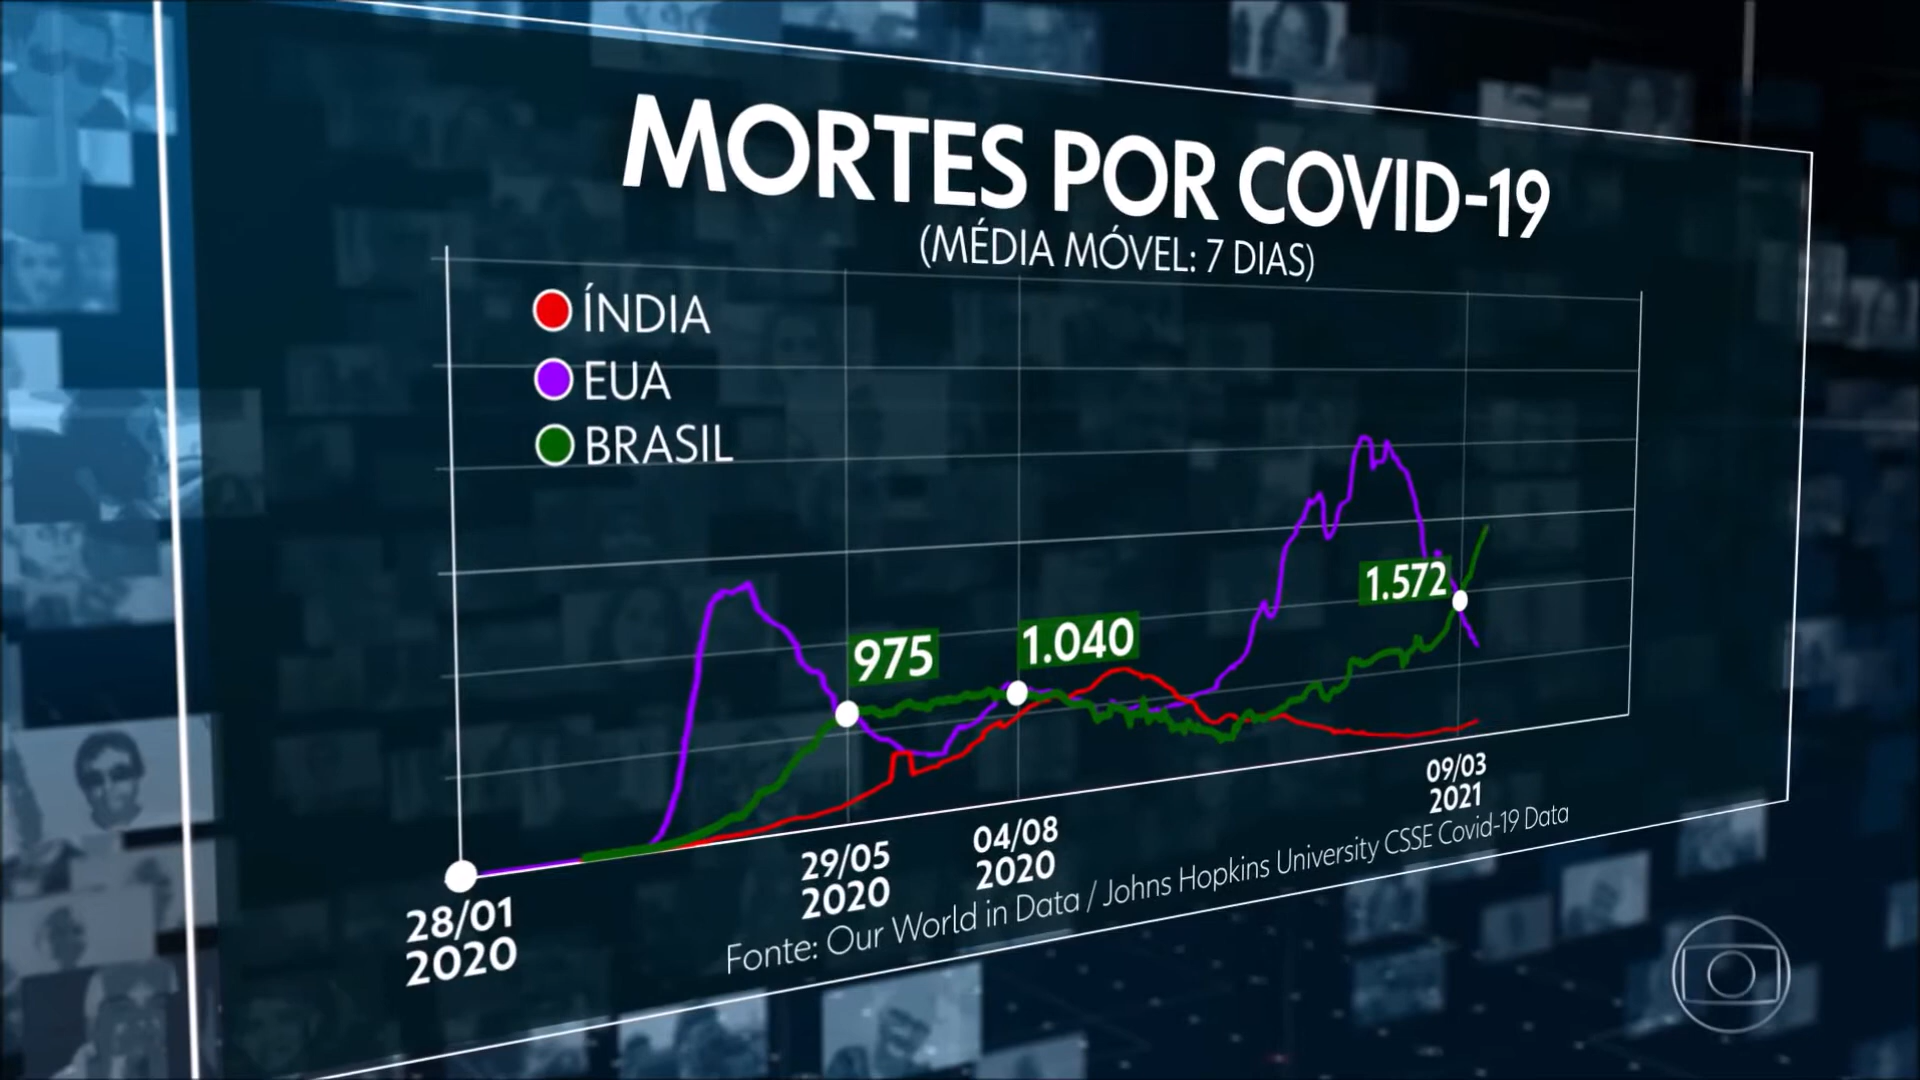 MORTES POR COVID-19
(MÉDIA MÓVEL: 7 DIAS)
ÍNDIA
EUA
BRASIL
975
1.040
1.572
28/01
2020
29/05
2020
04/08
2020
09/03
2021
Fonte: Our World in Data / Johns Hopkins University CSSE Covid-19 Data